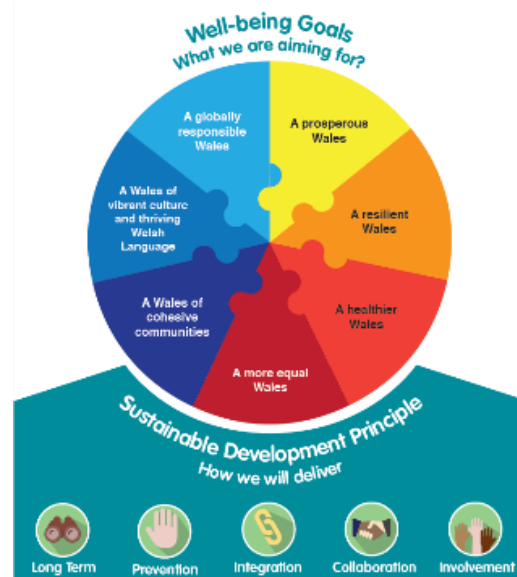 Well-being Goals
What we are aiming for?
A globally
responsible
Wales
A prosperous
Wales
A Wales of
vibrant culture
and thriving
Welsh
Language
A resilient
Wales
A Wales of
cohesive
communities
A healthier
Wales
A more equal
Wales
Sustainable Development Principle
How we will deliver
Long Term
Prevention
Integration
Collaboration
Involvement